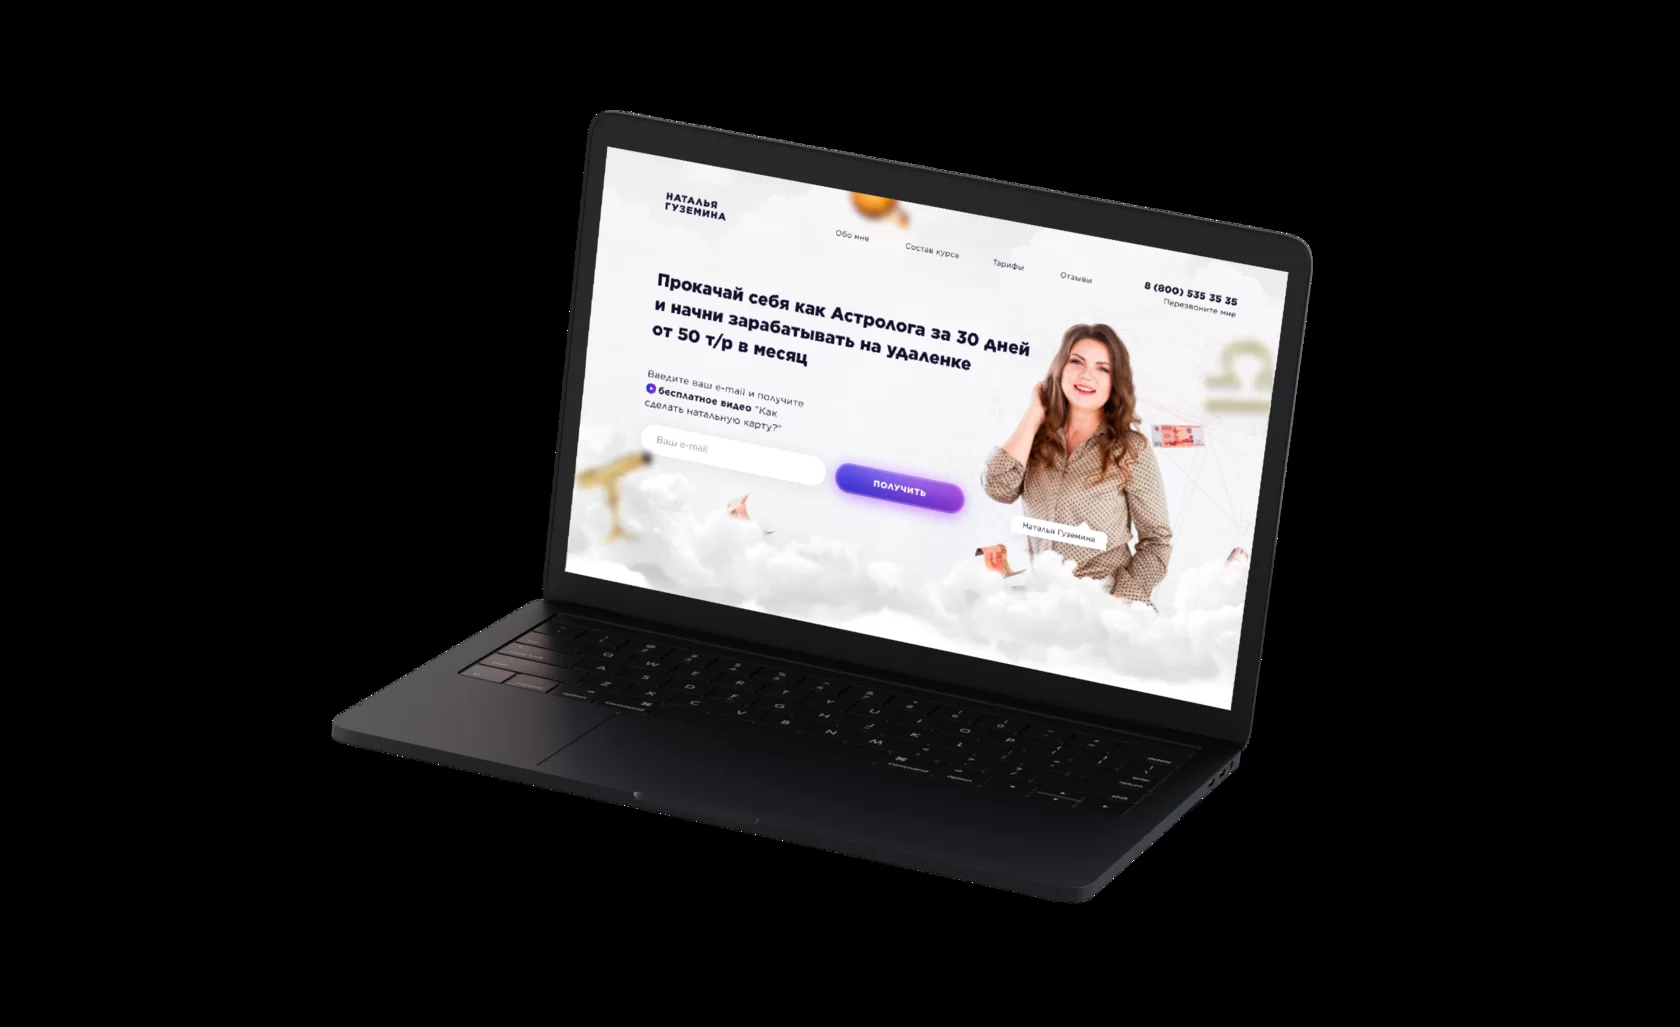 НАТАЛЬЯ
ГУЗЕМИНА
Обо мне
Состав курса
Тарифы
Отзывы
8 (800) 535 35 35
Перезвоните мне
Прокачай себя как Астролога за 30 дней
и начни зарабатывать на удаленке
от 50 т/р в месяц
Введите ваш e-mail и получите
бесплатное видео "Как
сделать натальную карту?"
Ваш e-mail
ПОЛУЧИТЬ
Наталья Гуземина